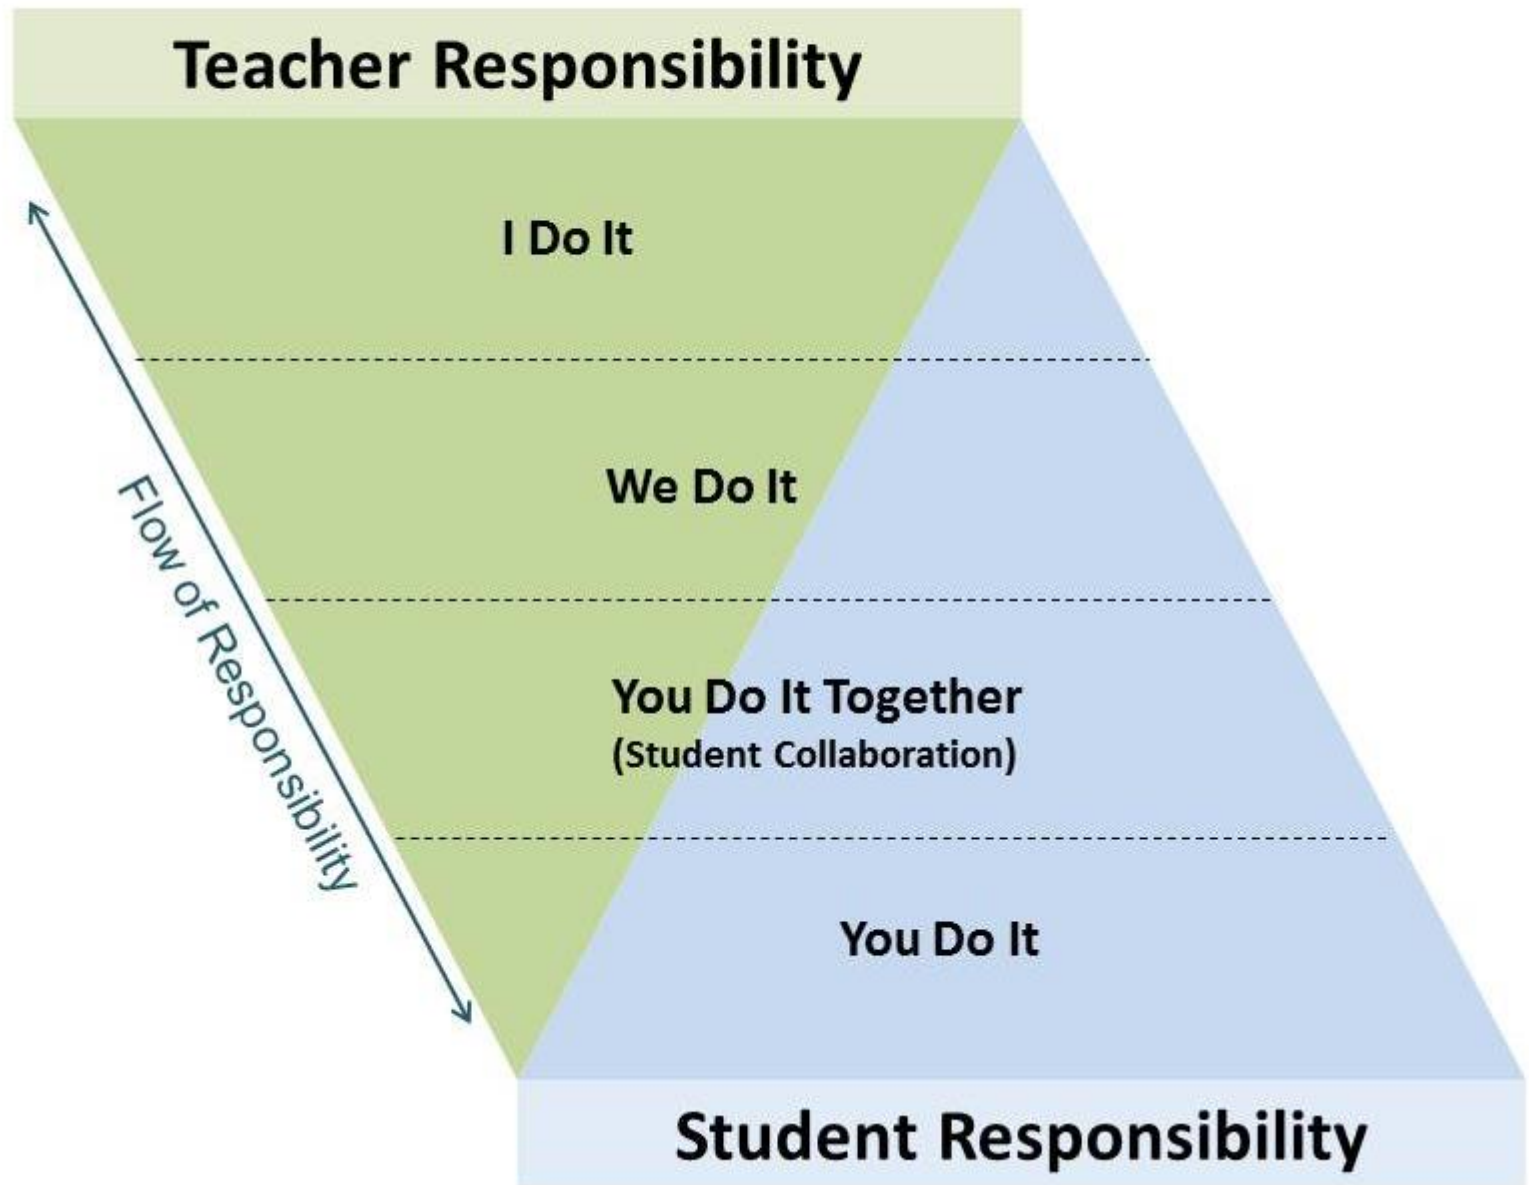 Teacher Responsibility
I Do It
We Do It
Flow of Responsibility
You Do It Together
(Student Collaboration)
You Do It
Student Responsibility